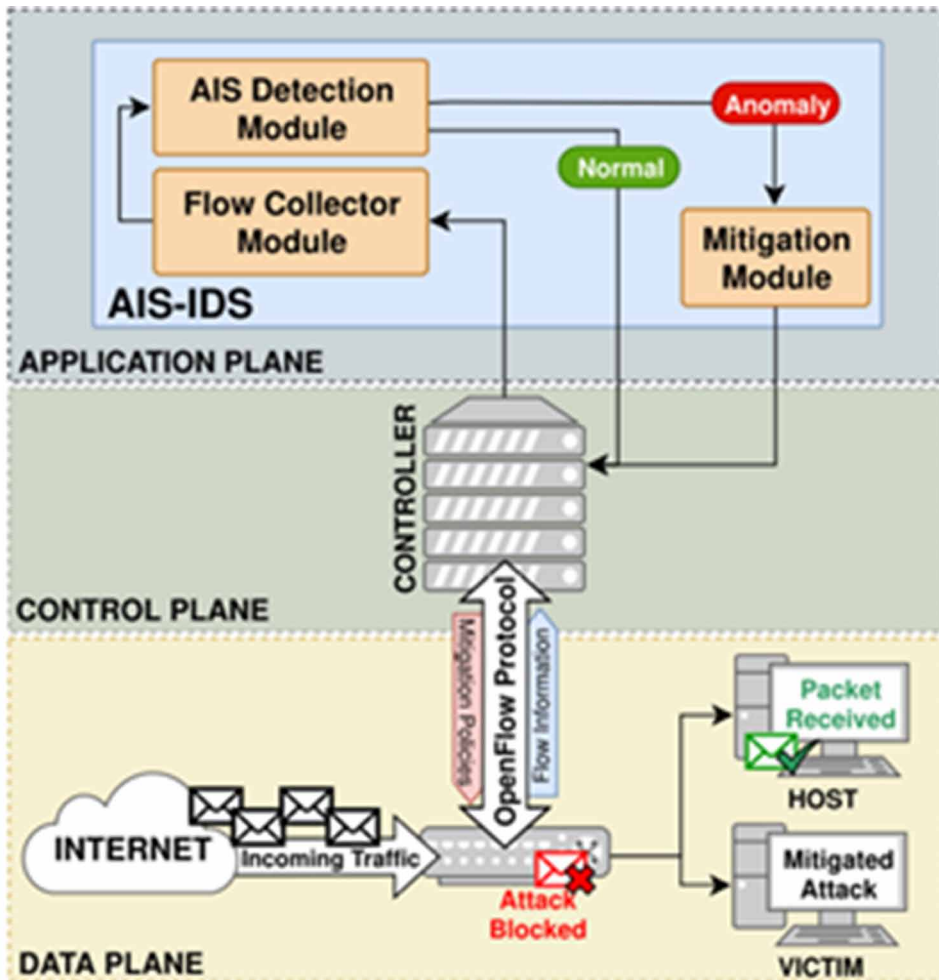 AIS Detection
Module
Anomaly
Normal
Flow Collector
Module
Mitigation
Module
AIS-IDS
APPLICATION PLANE
CONTROLLER
CONTROL PLANE
Mitigation Policies
OpenFlow Protocol
Flow Information
Packet
Received
HOST
INTERNET
Incoming Traffic
Attack
Blocked
Mitigated
Attack
VICTIM
DATA PLANE